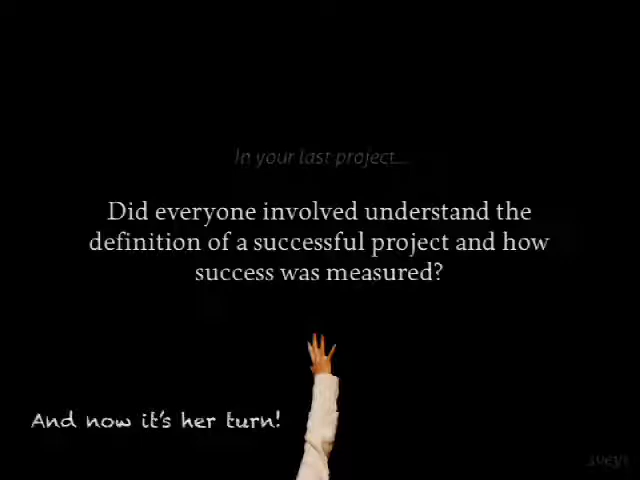 In your last project...
Did everyone involved understand the
definition of a successful project and how
success was measured?
And now it's her turn!